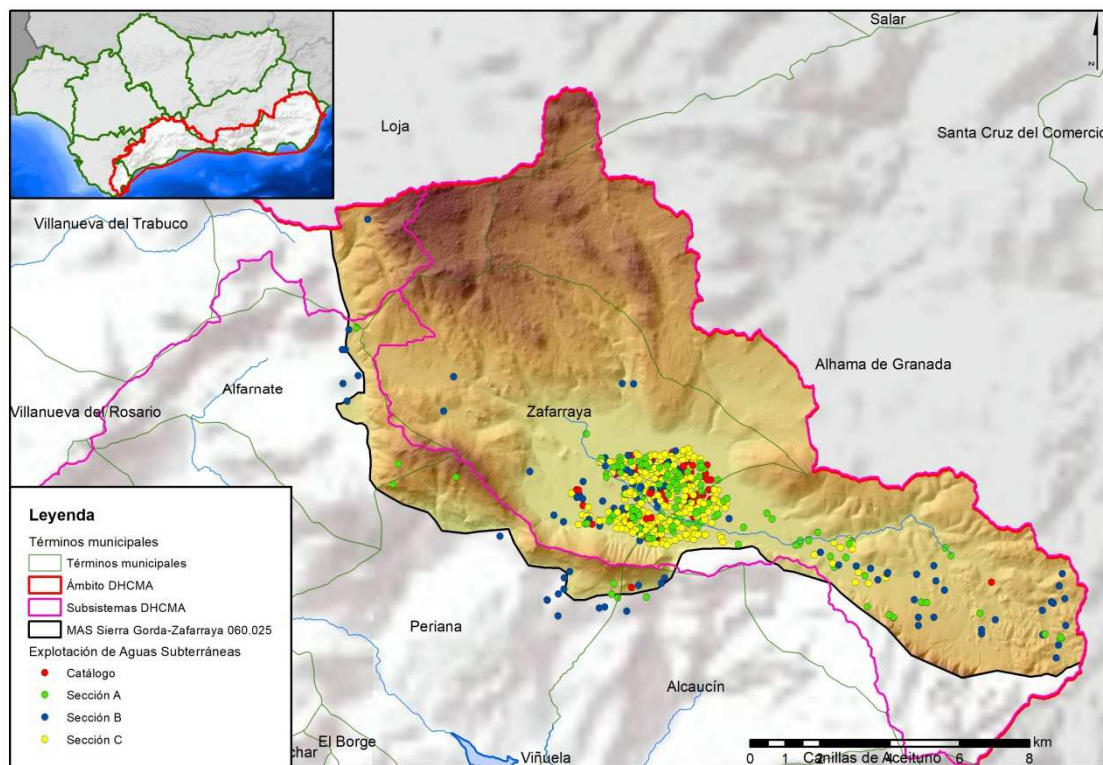 Salar
N
Loja
Santa Cruz del Comercio
Villanueva del Trabuco
Alhama de Granada
Alfarnate
Villanueva del Rosario
Zafarraya
Leyenda
Términos municipales
Términos municipales
Ámbito DHCMA
Subsistemas DHCMA
MAS Sierra Gorda-Zafarraya 060.025
Explotación de Aguas Subterráneas
Catálogo
Sección A
Sección B
Sección C
Periana
Alcaucín
char
El Borge
Viñuela
km
0 1 2 4 6 8
Canillas de Aceituno